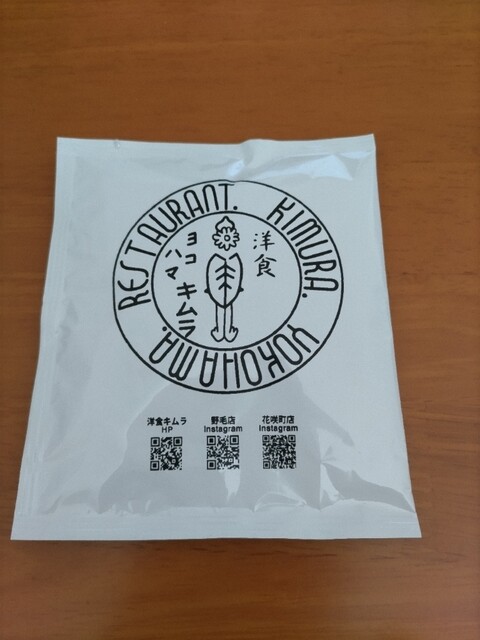 RESTAURANT. KIMURA. YOKOHAMA.
洋食
ヨコハマ
キムラ
洋食キムラ
HP
野毛店
Instagram
花咲町店
Instagram